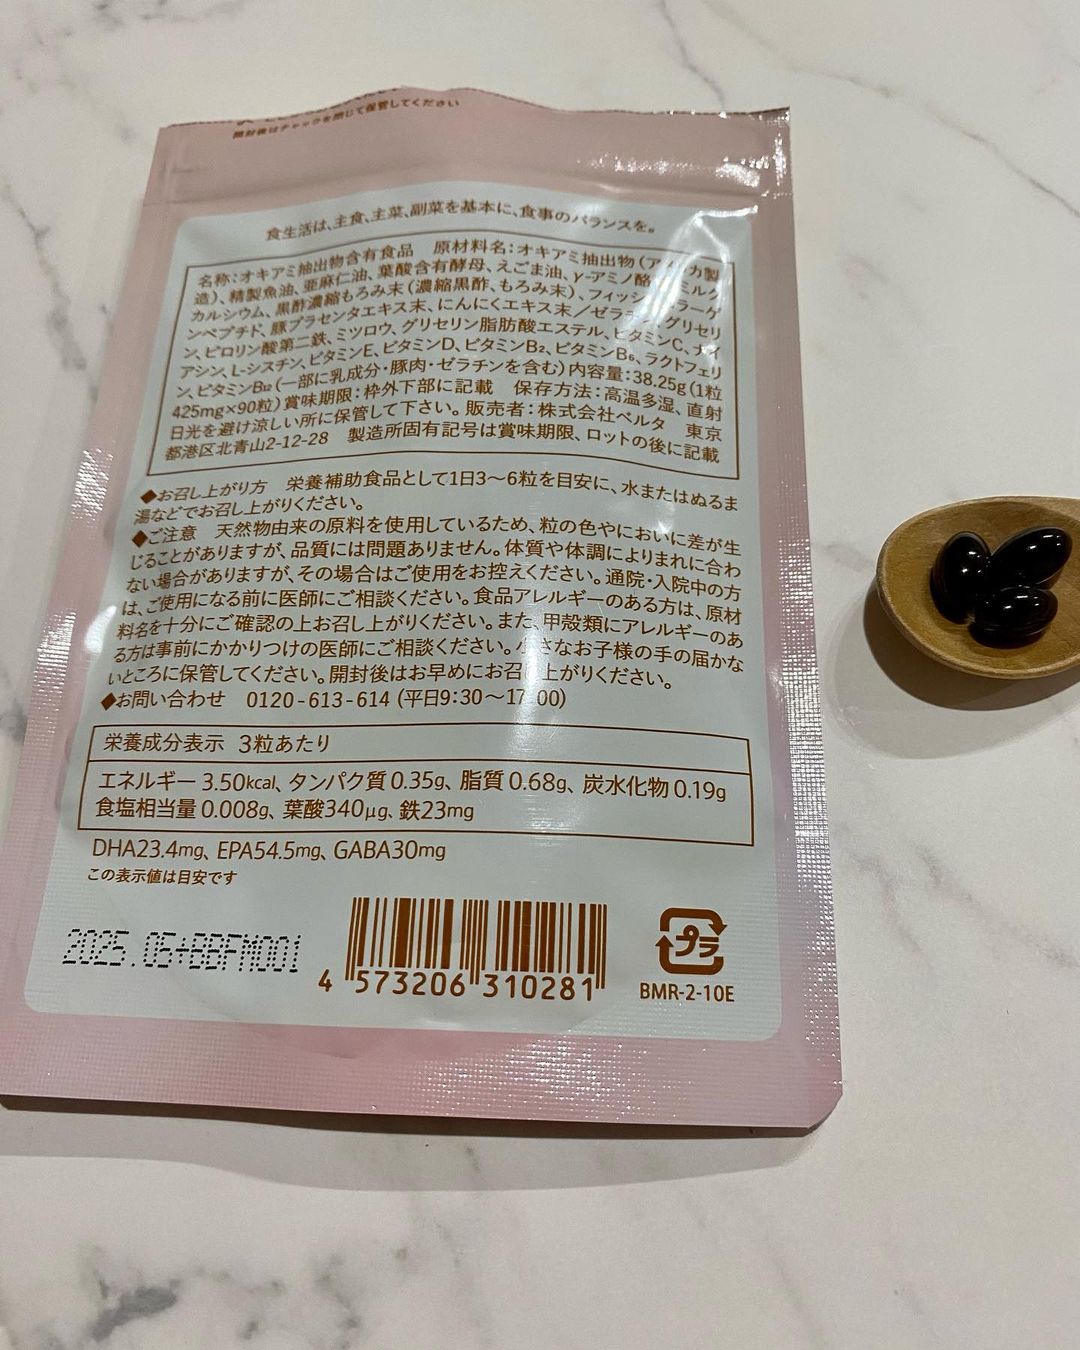 開封後はチャックを閉じて保管してください
食生活は、主食、主菜、副菜を基本に、食事のバランスを。
名称：オキアミ抽出物含有食品　原材料名：オキアミ抽出物（ア カ製
造）、精製魚油、亜麻仁油、葉酸含有酵母、えごま油、γ-アミノ酪 ミルク
カルシウム、黒酢濃縮もろみ末（濃縮黒酢、もろみ末）、フィッシ ラーゲ
ンペプチド、豚プラセンタエキス末、にんにくエキス末／ゼラ グリセリ
ン、ピロリン酸第二鉄、ミツロウ、グリセリン脂肪酸エステル、ビタミンC、ナイ
アシン、L-シスチン、ビタミンE、ビタミンD、ビタミンB₂、ビタミンB₆、ラクトフェリ
ン、ビタミンB₁₂（一部に乳成分・豚肉・ゼラチンを含む）内容量：38.25g（1粒
425mg×90粒）賞味期限：枠外下部に記載　保存方法：高温多湿、直射
日光を避け涼しい所に保管して下さい。販売者：株式会社ベルタ　東京
都港区北青山2-12-28　製造所固有記号は賞味期限、ロットの後に記載
◆お召し上がり方　栄養補助食品として1日3～6粒を目安に、水またはぬるま
湯などでお召し上がりください。
◆ご注意　天然物由来の原料を使用しているため、粒の色やにおいに差が生
じることがありますが、品質には問題ありません。体質や体調によりまれに合わ
ない場合がありますが、その場合はご使用をお控えください。通院・入院中の方
は、ご使用になる前に医師にご相談ください。食品アレルギーのある方は、原材
料名を十分にご確認の上お召し上がりください。また、甲殻類にアレルギーのあ
る方は事前にかかりつけの医師にご相談ください。小さなお子様の手の届かな
いところに保管してください。開封後はお早めにお召し上がりください。
◆お問い合わせ　0120-613-614 (平日9:30～17:00)
栄養成分表示 3粒あたり
エネルギー 3.50kcal、タンパク質 0.35g、脂質 0.68g、炭水化物 0.19g
食塩相当量 0.008g、葉酸340μg、鉄23mg
DHA23.4mg、EPA54.5mg、GABA30mg
この表示値は目安です
2025.05+BBFM001
4 573206 310281
プラ
BMR-2-10E